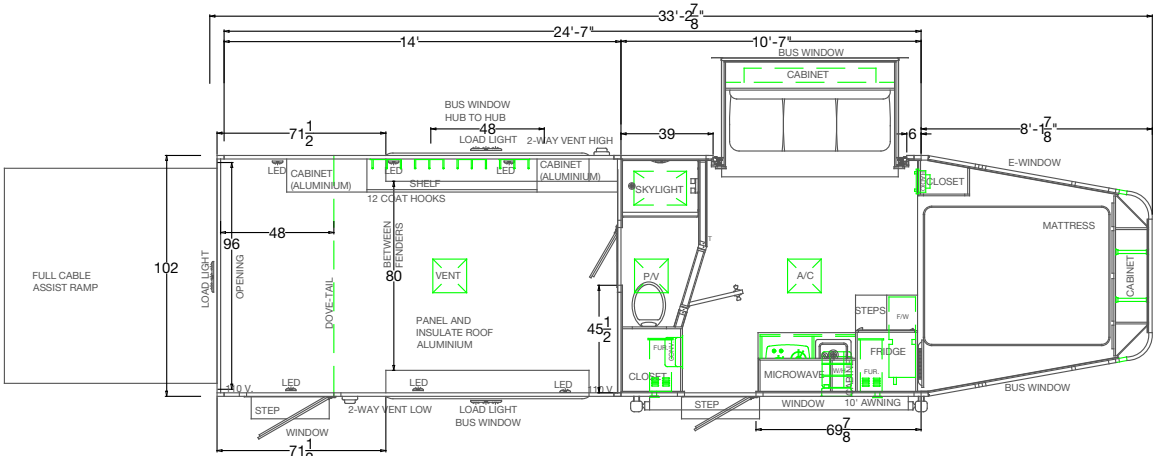 33'-2 7/8
24'-7"
14'
10'-7"
BUS WINDOW
CABINET
BUS WINDOW
HUB TO HUB
71 1/2
48
LOAD LIGHT
2-WAY VENT HIGH
39
6
8'-1 7/8
E-WINDOW
LED
CABINET
(ALUMINIUM)
LED
LED
CABINET
(ALUMINIUM)
SHELF
12 COAT HOOKS
SKYLIGHT
CLOSET
MATTRESS
48
96
102
BETWEEN
FENDERS
80
FULL CABLE
ASSIST RAMP
LOAD LIGHT
OPENING
DOVE-TAIL
VENT
P/V
A/C
CABINET
STEPS
F/W
PANEL AND
INSULATE ROOF
ALUMINIUM
45 1/2
FUR.
CLOSET
MICROWAVE
W/H
CABINET
FRIDGE
FUR.
110 V.
LED
LED
LED
110 V.
STEP
2-WAY VENT LOW
LOAD LIGHT
BUS WINDOW
STEP
WINDOW
10' AWNING
BUS WINDOW
WINDOW
71 1/2
69 7/8